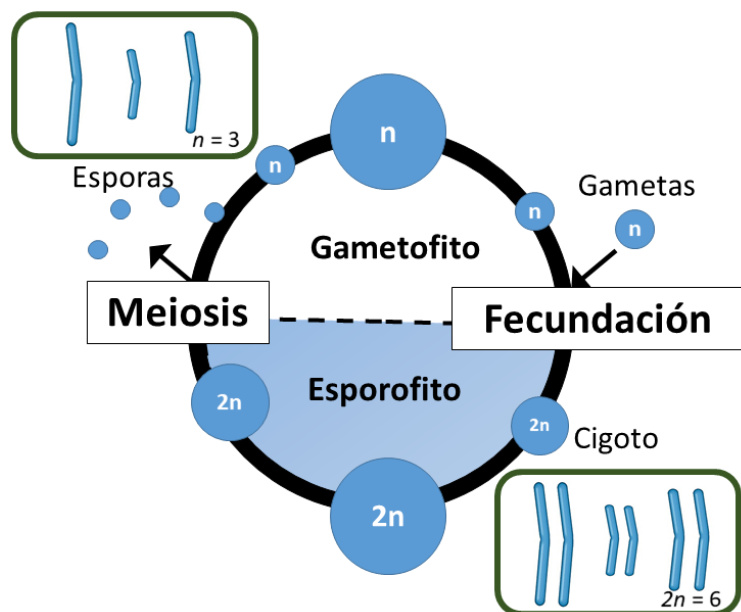 n = 3
Esporas
n
n
n
Gametas
n
Gametofito
Meiosis
Fecundación
Esporofito
2n
2n
Cigoto
2n
2n = 6